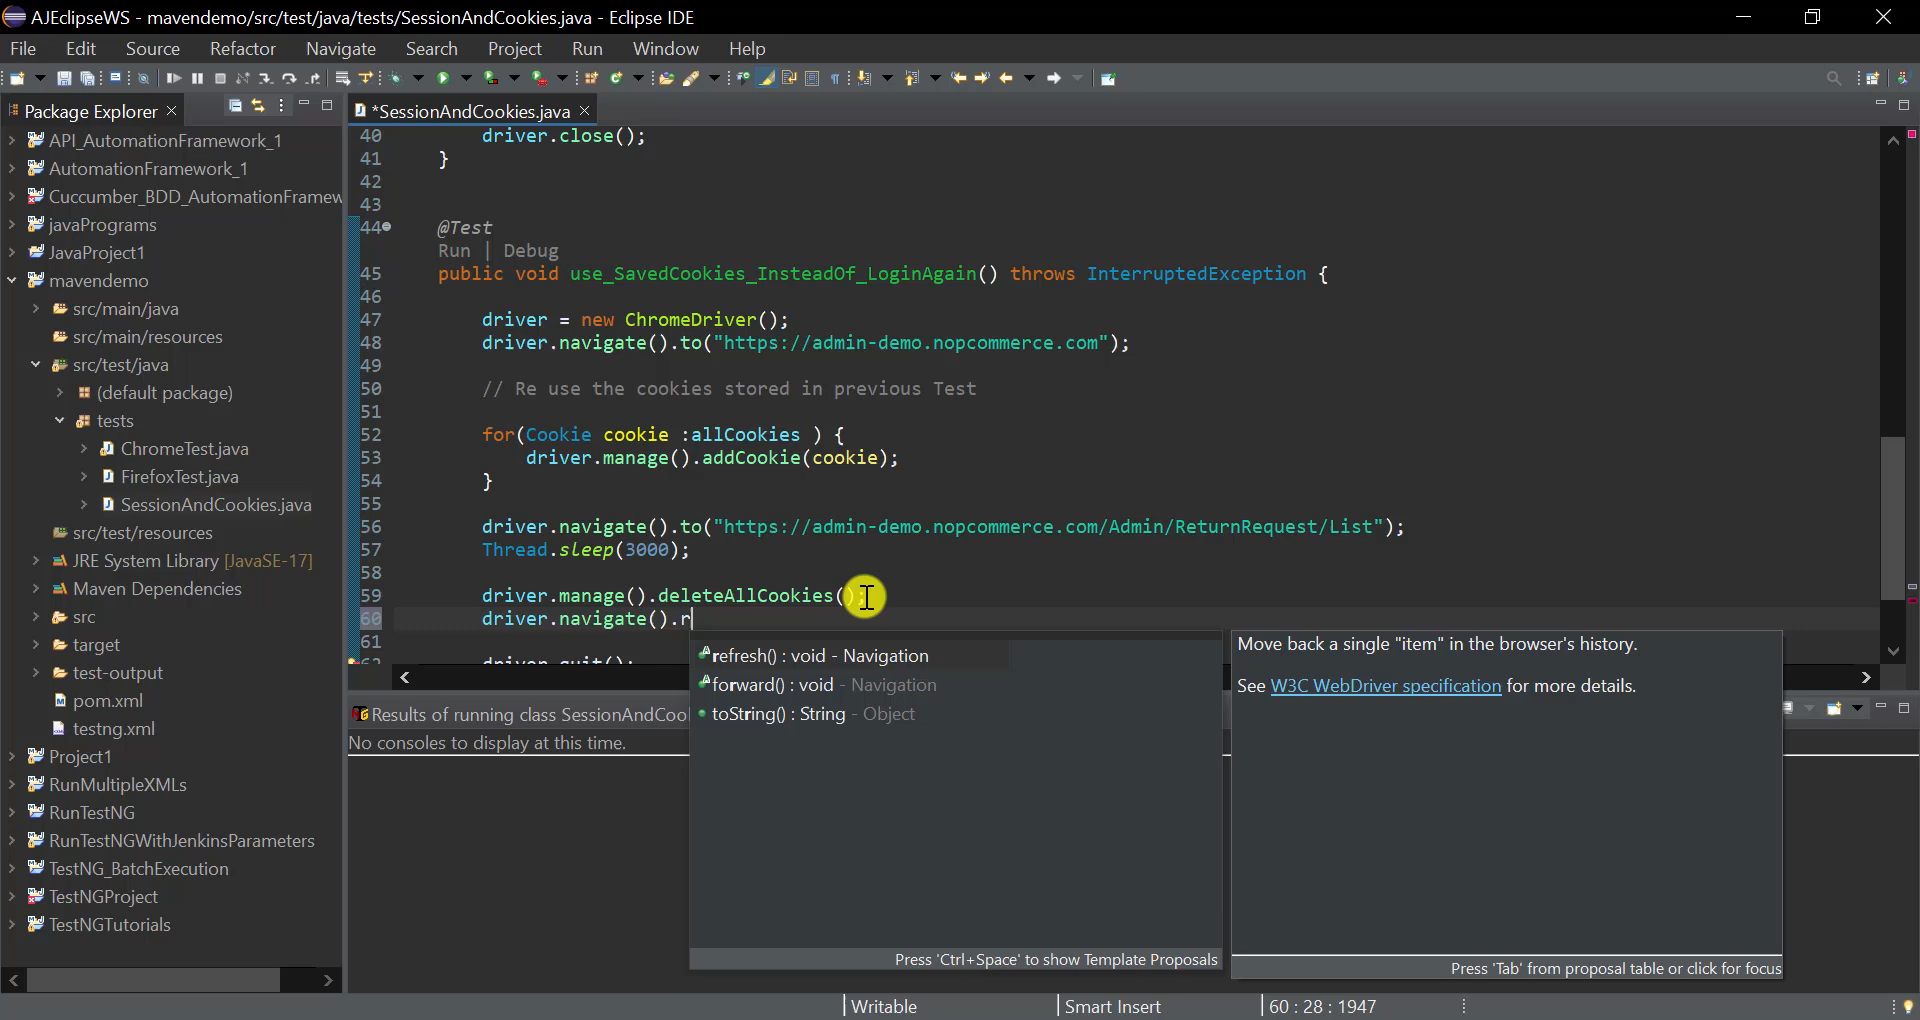 AJEclipseWS - mavendemo/src/test/java/tests/SessionAndCookies.java - Eclipse IDE
File Edit Source Refactor Navigate Search Project Run Window Help
Package Explorer
*SessionAndCookies.java
API_AutomationFramework_1
AutomationFramework_1
Cuccumber_BDD_AutomationFramew
javaPrograms
JavaProject1
mavendemo
src/main/java
src/main/resources
src/test/java
(default package)
tests
ChromeTest.java
FirefoxTest.java
SessionAndCookies.java
src/test/resources
JRE System Library [JavaSE-17]
Maven Dependencies
src
target
test-output
pom.xml
testng.xml
Project1
RunMultipleXMLs
RunTestNG
RunTestNGWithJenkinsParameters
TestNG_BatchExecution
TestNGProject
TestNGTutorials
40 driver.close();
41 }
42
43
44 @Test
Run | Debug
45 public void use_SavedCookies_InsteadOf_LoginAgain() throws InterruptedException {
46
47 driver = new ChromeDriver();
48 driver.navigate().to("https://admin-demo.nopcommerce.com");
49
50 // Re use the cookies stored in previous Test
51
52 for(Cookie cookie :allCookies ) {
53 driver.manage().addCookie(cookie);
54 }
55
56 driver.navigate().to("https://admin-demo.nopcommerce.com/Admin/ReturnRequest/List");
57 Thread.sleep(3000);
58
59 driver.manage().deleteAllCookies();
60 driver.navigate().r
61
62 driver.quit();
refresh() : void - Navigation
forward() : void - Navigation
toString() : String - Object
Press 'Ctrl+Space' to show Template Proposals
Move back a single "item" in the browser's history.
See W3C WebDriver specification for more details.
Press 'Tab' from proposal table or click for focus
Results of running class SessionAndCoo
No consoles to display at this time.
Writable Smart Insert 60 : 28 : 1947